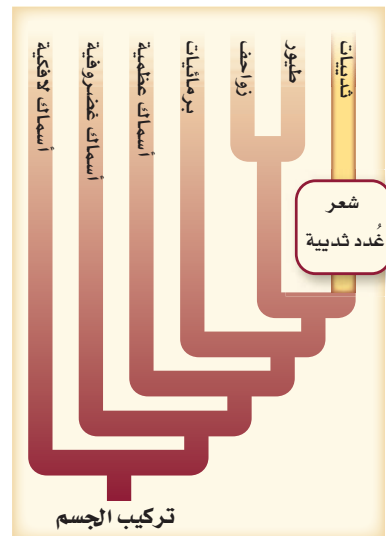 ثدييات
طيور
زواحف
برمائيات
أسماك عظمية
أسماك غضروفية
أسماك لافكية
شعر
غُدد ثديية
تركيب الجسم